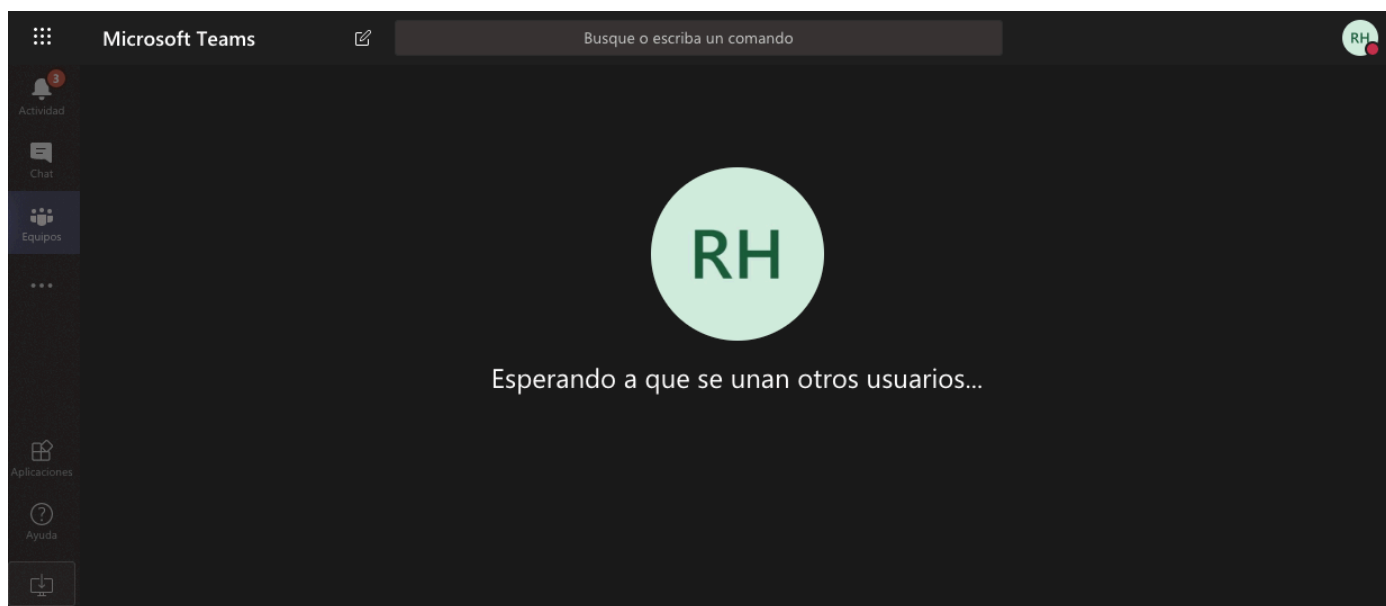 Microsoft Teams
Busque o escriba un comando
RH
3
Actividad
Chat
Equipos
RH
Esperando a que se unan otros usuarios...
Aplicaciones
?
Ayuda